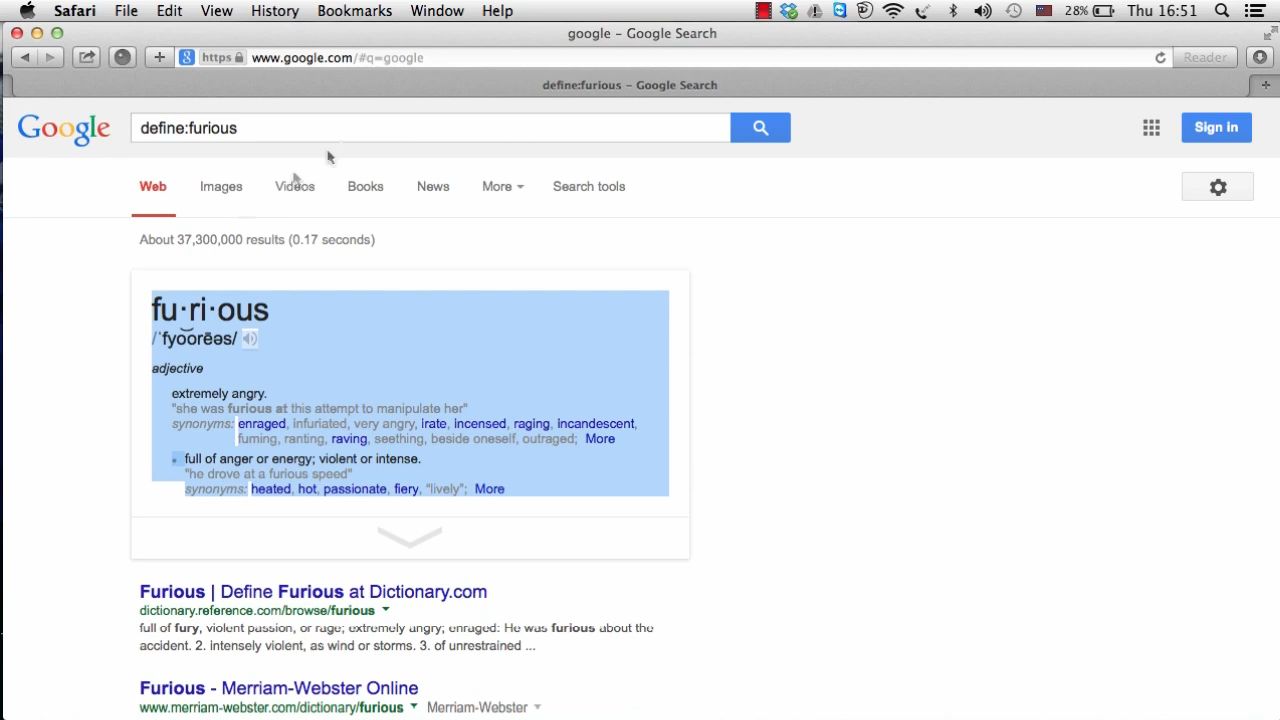 Safari File Edit View History Bookmarks Window Help 28% Thu 16:51
google – Google Search
https www.google.com/#q=google Reader
define:furious – Google Search
Google define:furious Sign in
Web Images Videos Books News More Search tools
About 37,300,000 results (0.17 seconds)
fu·ri·ous
/ˈfyo͝orēəs/
adjective
extremely angry.
"she was furious at this attempt to manipulate her"
synonyms: enraged, infuriated, very angry, irate, incensed, raging, incandescent,
fuming, ranting, raving, seething, beside oneself, outraged; More
• full of anger or energy; violent or intense.
"he drove at a furious speed"
synonyms: heated, hot, passionate, fiery, "lively"; More
Furious | Define Furious at Dictionary.com
dictionary.reference.com/browse/furious
full of fury, violent passion, or rage; extremely angry; enraged: He was furious about the
accident. 2. intensely violent, as wind or storms. 3. of unrestrained ...
Furious - Merriam-Webster Online
www.merriam-webster.com/dictionary/furious Merriam-Webster